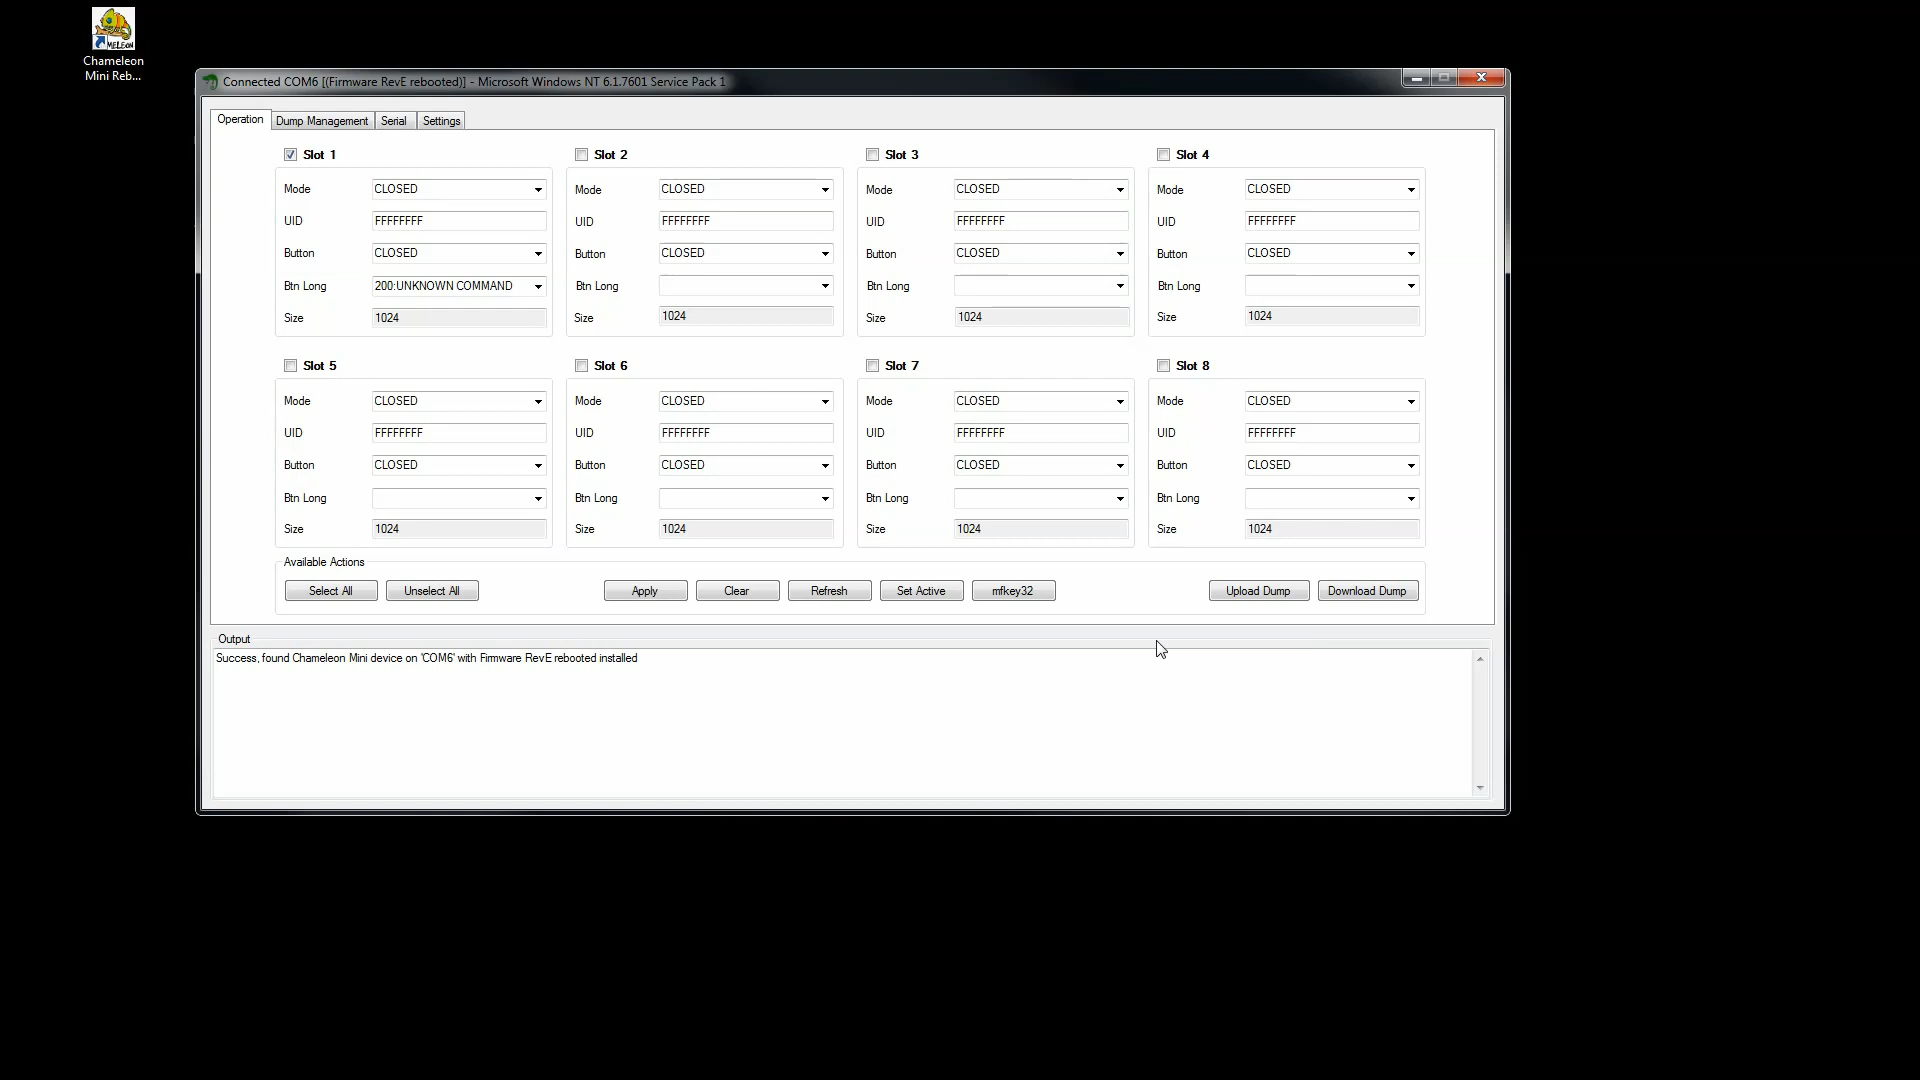 Chameleon
Mini Reb...
Connected COM6 [(Firmware RevE rebooted)] - Microsoft Windows NT 6.1.7601 Service Pack 1
Operation Dump Management Serial Settings
Slot 1 Slot 2 Slot 3 Slot 4
Mode CLOSED Mode CLOSED Mode CLOSED Mode CLOSED
UID FFFFFFFF UID FFFFFFFF UID FFFFFFFF UID FFFFFFFF
Button CLOSED Button CLOSED Button CLOSED Button CLOSED
Btn Long 200:UNKNOWN COMMAND Btn Long Btn Long Btn Long
Size 1024 Size 1024 Size 1024 Size 1024
Slot 5 Slot 6 Slot 7 Slot 8
Mode CLOSED Mode CLOSED Mode CLOSED Mode CLOSED
UID FFFFFFFF UID FFFFFFFF UID FFFFFFFF UID FFFFFFFF
Button CLOSED Button CLOSED Button CLOSED Button CLOSED
Btn Long Btn Long Btn Long Btn Long
Size 1024 Size 1024 Size 1024 Size 1024
Available Actions
Select All Unselect All Apply Clear Refresh Set Active mfkey32 Upload Dump Download Dump
Output
Success, found Chameleon Mini device on 'COM6' with Firmware RevE rebooted installed